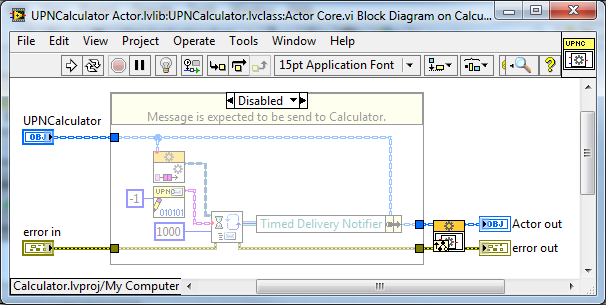 UPNCalculator Actor.lvlib:UPNCalculator.lvclass:Actor Core.vi Block Diagram on Calcu...
File Edit View Project Operate Tools Window Help
15pt Application Font
UPNC
Disabled
Message is expected to be send to Calculator.
UPNCalculator
OBJ
-1
UPNC
010101
1000
Timed Delivery Notifier
OBJ
Actor out
error in
error out
Calculator.lvproj/My Computer